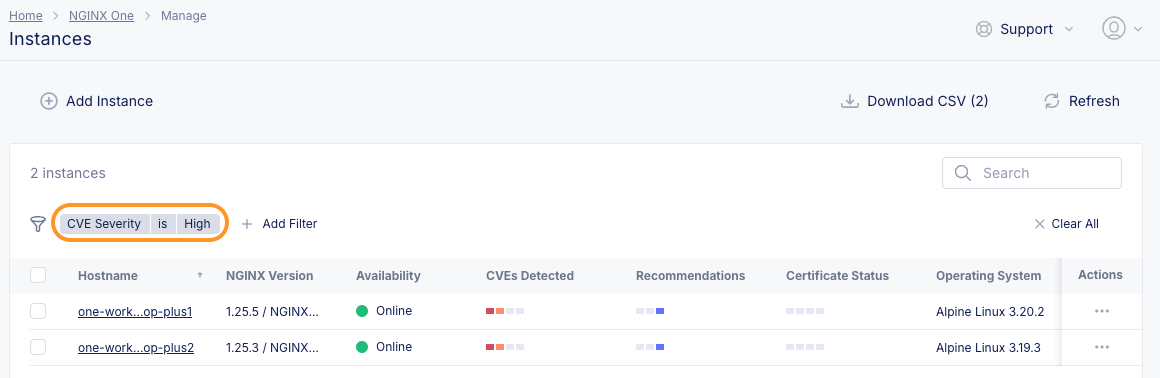 Home > NGINX One > Manage
Instances
Support
Add Instance
Download CSV (2)
Refresh
2 instances
Search
CVE Severity is High
Add Filter
Clear All
Hostname ↑ NGINX Version Availability CVEs Detected Recommendations Certificate Status Operating System Actions
one-work...op-plus1 1.25.5 / NGINX... Online Alpine Linux 3.20.2 ...
one-work...op-plus2 1.25.3 / NGINX... Online Alpine Linux 3.19.3 ...